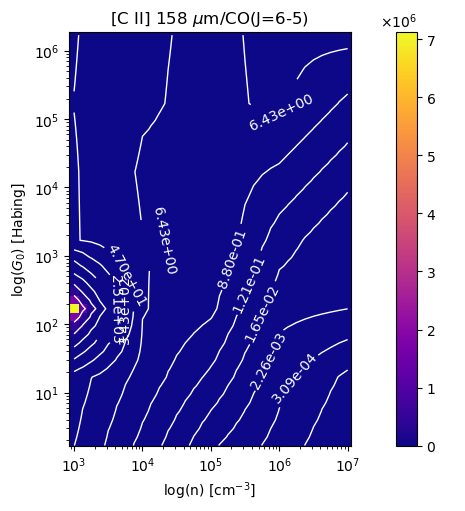 [C II] 158 μm/CO(J=6-5)
×10⁶
log(G₀) [Habing]
10⁶
10⁵
10⁴
10³
10²
10¹
6.43e+00
6.43e+00
4.70e+01
8.80e-01
1.21e-01
1.65e-02
2.26e-03
3.09e-04
10³
10⁴
10⁵
10⁶
10⁷
log(n) [cm⁻³]
7
6
5
4
3
2
1
0